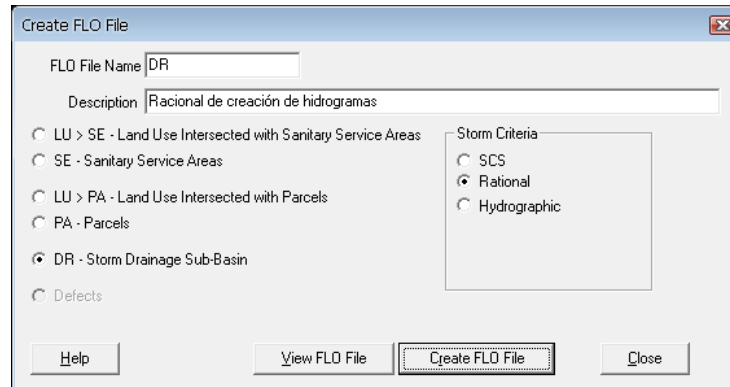 Create FLO File
FLO File Name DR
Description Racional de creación de hidrogramas
LU > SE - Land Use Intersected with Sanitary Service Areas
SE - Sanitary Service Areas
LU > PA - Land Use Intersected with Parcels
PA - Parcels
DR - Storm Drainage Sub-Basin
Defects
Storm Criteria
SCS
Rational
Hydrographic
Help View FLO File Create FLO File Close